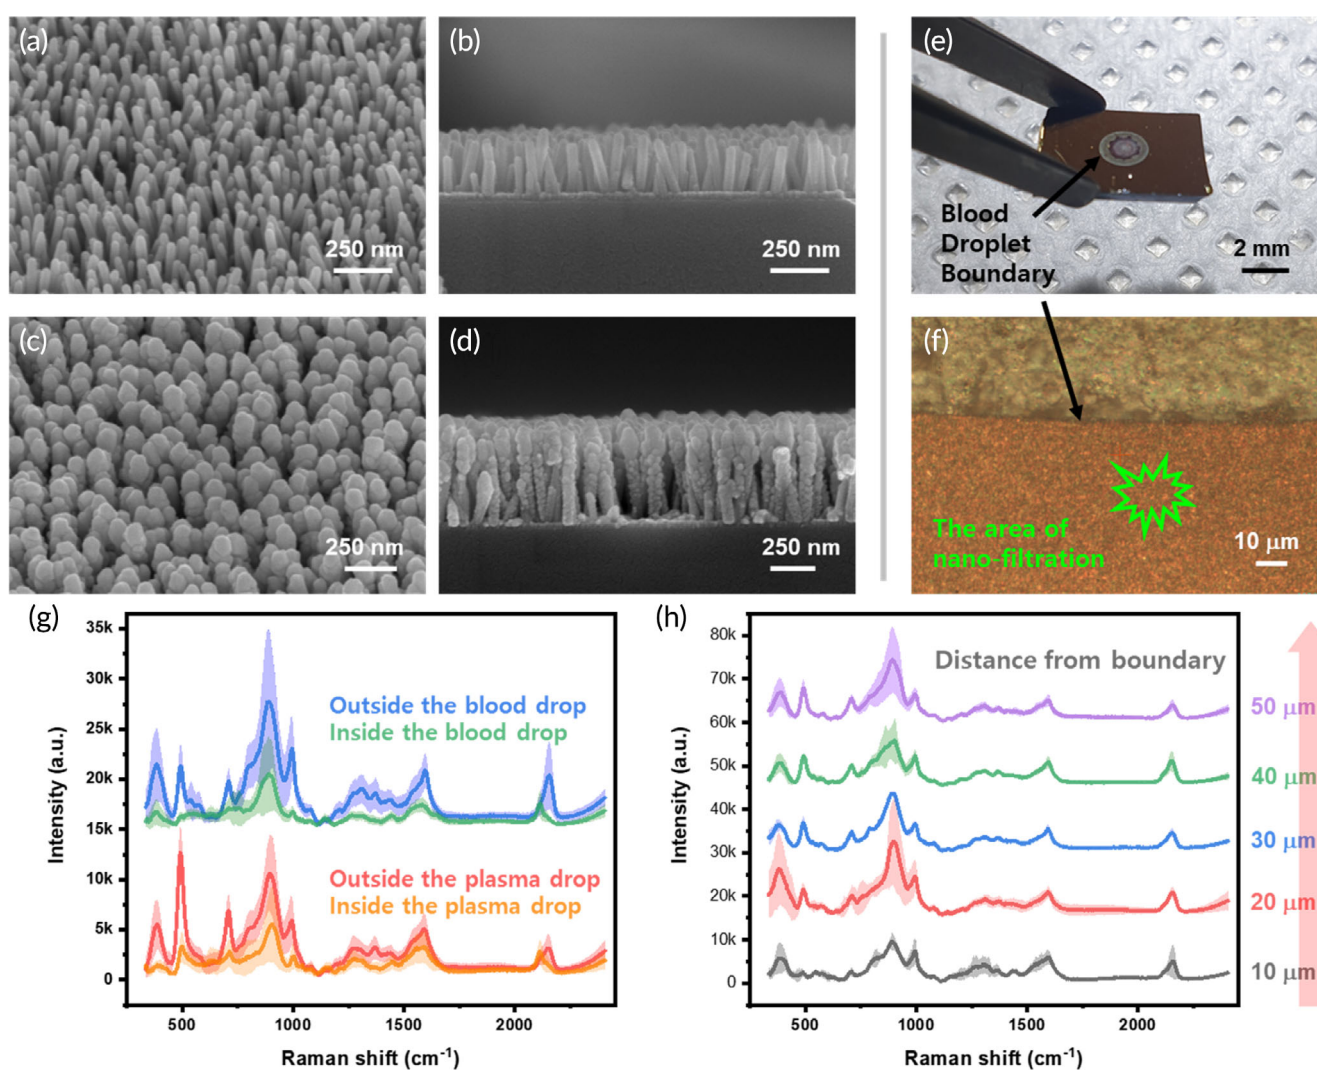 (a)
250 nm
(b)
250 nm
(c)
250 nm
(d)
250 nm
(e)
Blood
Droplet
Boundary
2 mm
(f)
The area of
nano-filtration
10 μm
(g)
35k
30k
25k
20k
15k
10k
5k
0
Outside the blood drop
Inside the blood drop
Outside the plasma drop
Inside the plasma drop
500
1000
1500
2000
Intensity (a.u.)
Raman shift (cm⁻¹)
(h)
80k
70k
60k
50k
40k
30k
20k
10k
0
Distance from boundary
50 μm
40 μm
30 μm
20 μm
10 μm
500
1000
1500
2000
Intensity (a.u.)
Raman shift (cm⁻¹)